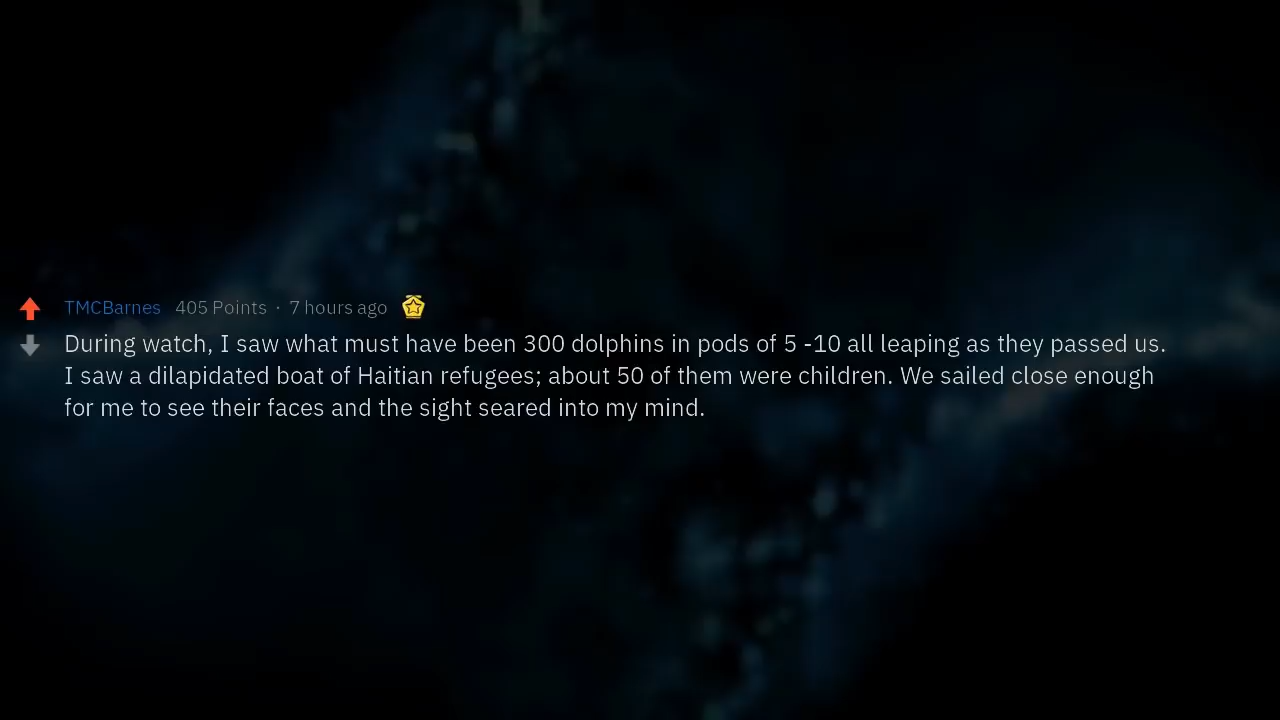 TMCBarnes 405 Points · 7 hours ago
During watch, I saw what must have been 300 dolphins in pods of 5 -10 all leaping as they passed us.
I saw a dilapidated boat of Haitian refugees; about 50 of them were children. We sailed close enough
for me to see their faces and the sight seared into my mind.